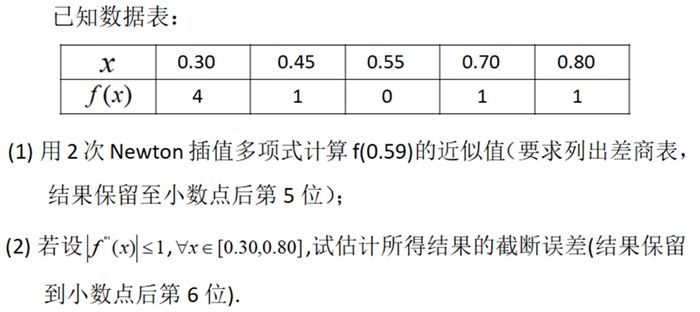 已知数据表：
x 0.30 0.45 0.55 0.70 0.80
f(x) 4 1 0 1 1
(1) 用 2 次 Newton 插值多项式计算 f(0.59)的近似值（要求列出差商表，
结果保留至小数点后第 5 位）；
(2) 若设|f'''(x)|≤1,∀x∈[0.30,0.80],试估计所得结果的截断误差(结果保留
到小数点后第 6 位).